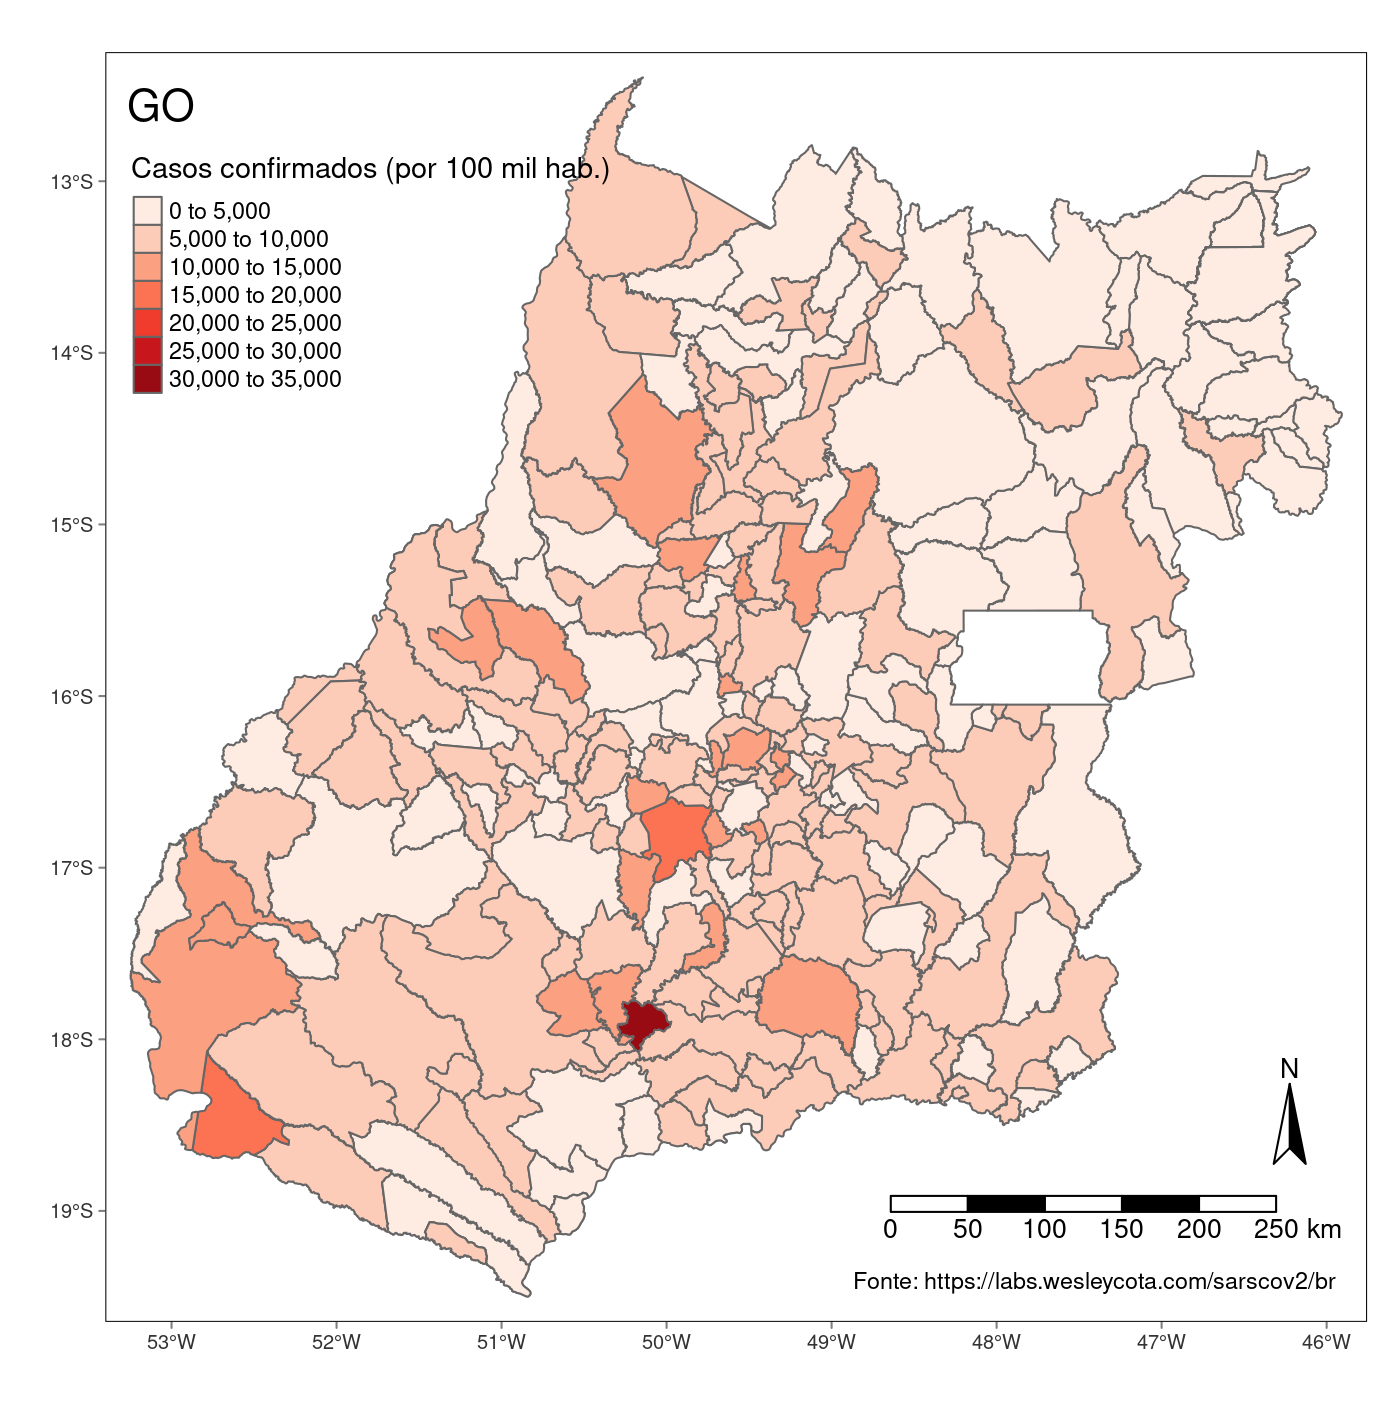 GO
Casos confirmados (por 100 mil hab.)
0 to 5,000
5,000 to 10,000
10,000 to 15,000
15,000 to 20,000
20,000 to 25,000
25,000 to 30,000
30,000 to 35,000
13°S
14°S
15°S
16°S
17°S
18°S
19°S
N
0 50 100 150 200 250 km
Fonte: https://labs.wesleycota.com/sarscov2/br
53°W 52°W 51°W 50°W 49°W 48°W 47°W 46°W